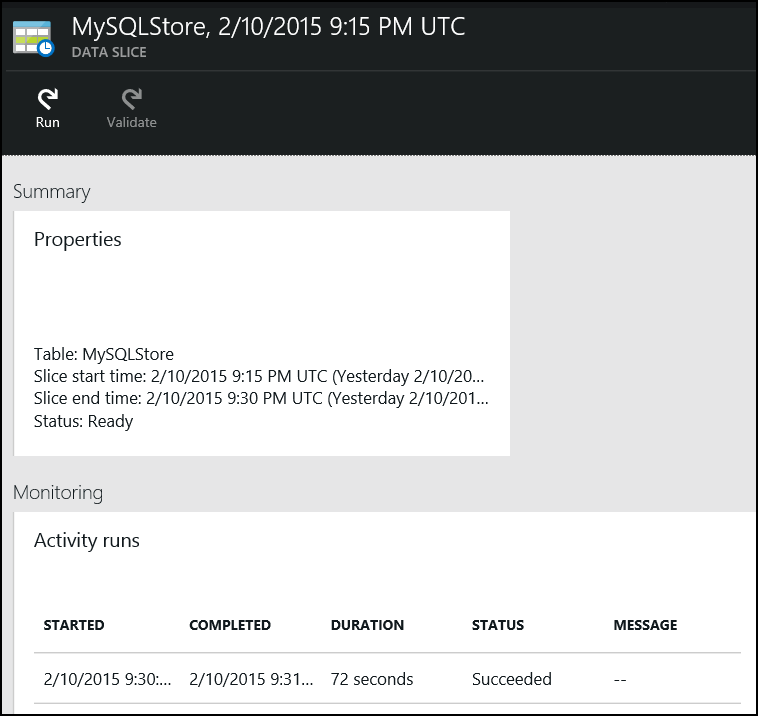 MySQLStore, 2/10/2015 9:15 PM UTC
DATA SLICE
Run Validate
Summary
Properties
Table: MySQLStore
Slice start time: 2/10/2015 9:15 PM UTC (Yesterday 2/10/20...
Slice end time: 2/10/2015 9:30 PM UTC (Yesterday 2/10/201...
Status: Ready
Monitoring
Activity runs
STARTED COMPLETED DURATION STATUS MESSAGE
2/10/2015 9:30:... 2/10/2015 9:31... 72 seconds Succeeded --